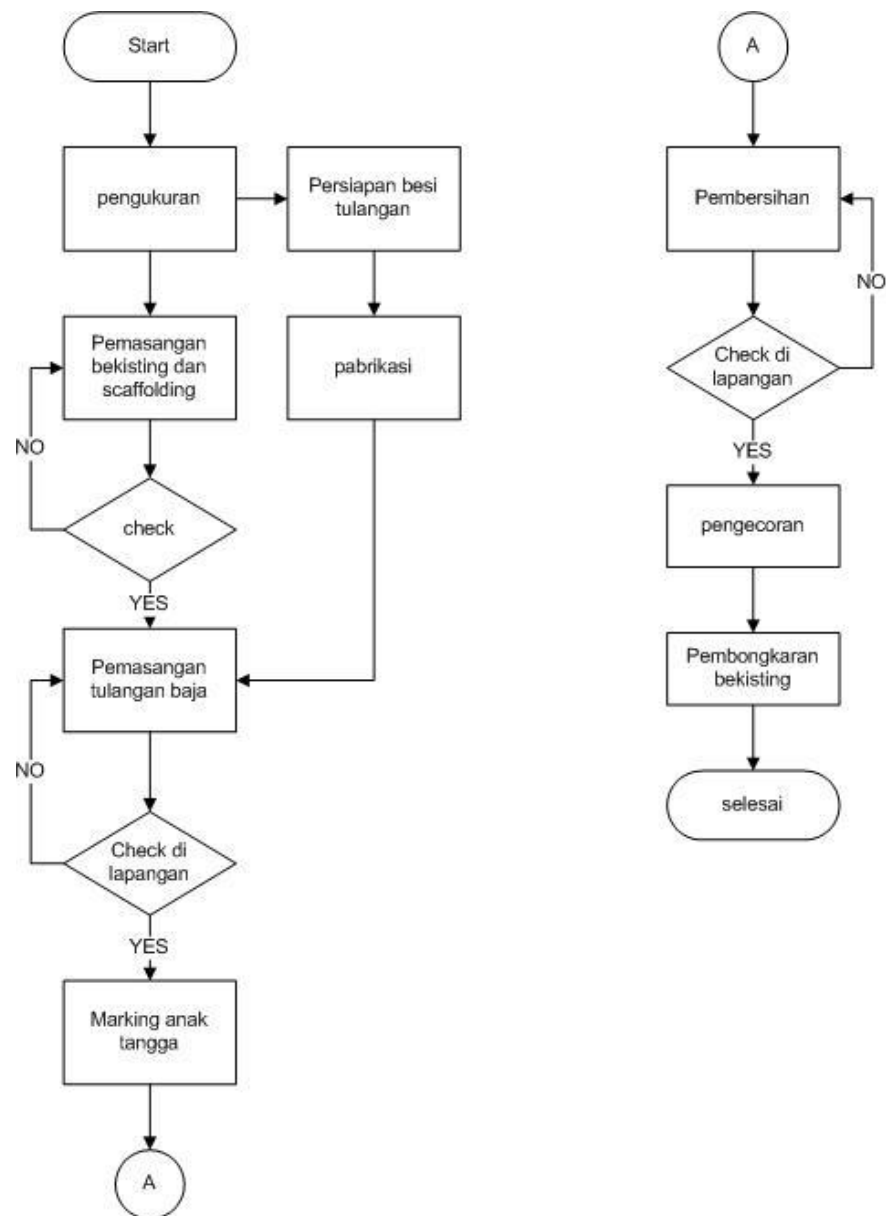 Start
pengukuran
Persiapan besi
tulangan
Pemasangan
bekisting dan
scaffolding
pabrikasi
NO
check
YES
Pemasangan
tulangan baja
NO
Check di
lapangan
YES
Marking anak
tangga
A
A
Pembersihan
NO
Check di
lapangan
YES
pengecoran
Pembongkaran
bekisting
selesai